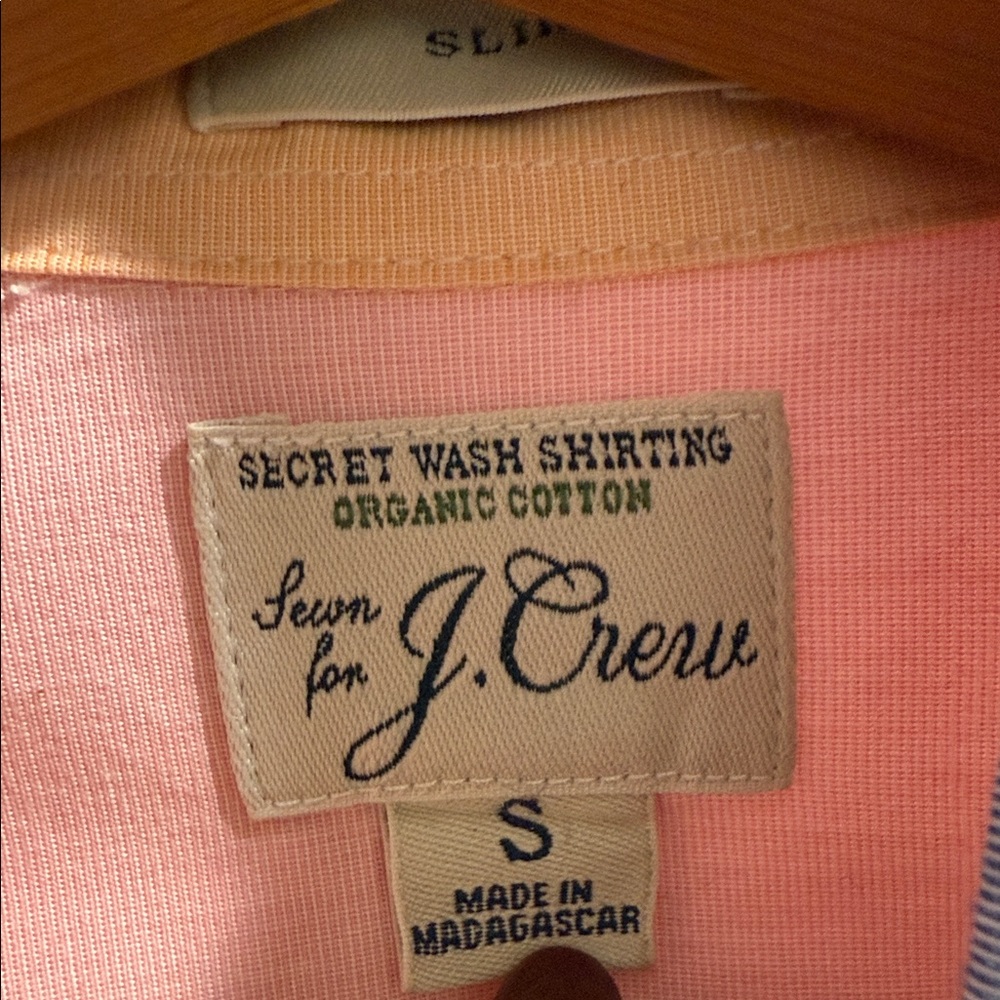 SECRET WASH SHIRTING
ORGANIC COTTON
Sewn
for J.Crew
S
MADE IN
MADAGASCAR